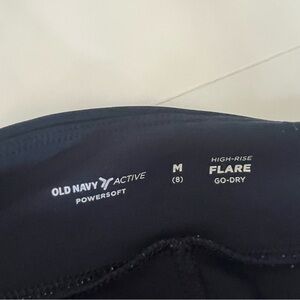 OLD NAVY ACTIVE
POWERSOFT
M
(8)
HIGH-RISE
FLARE
GO-DRY